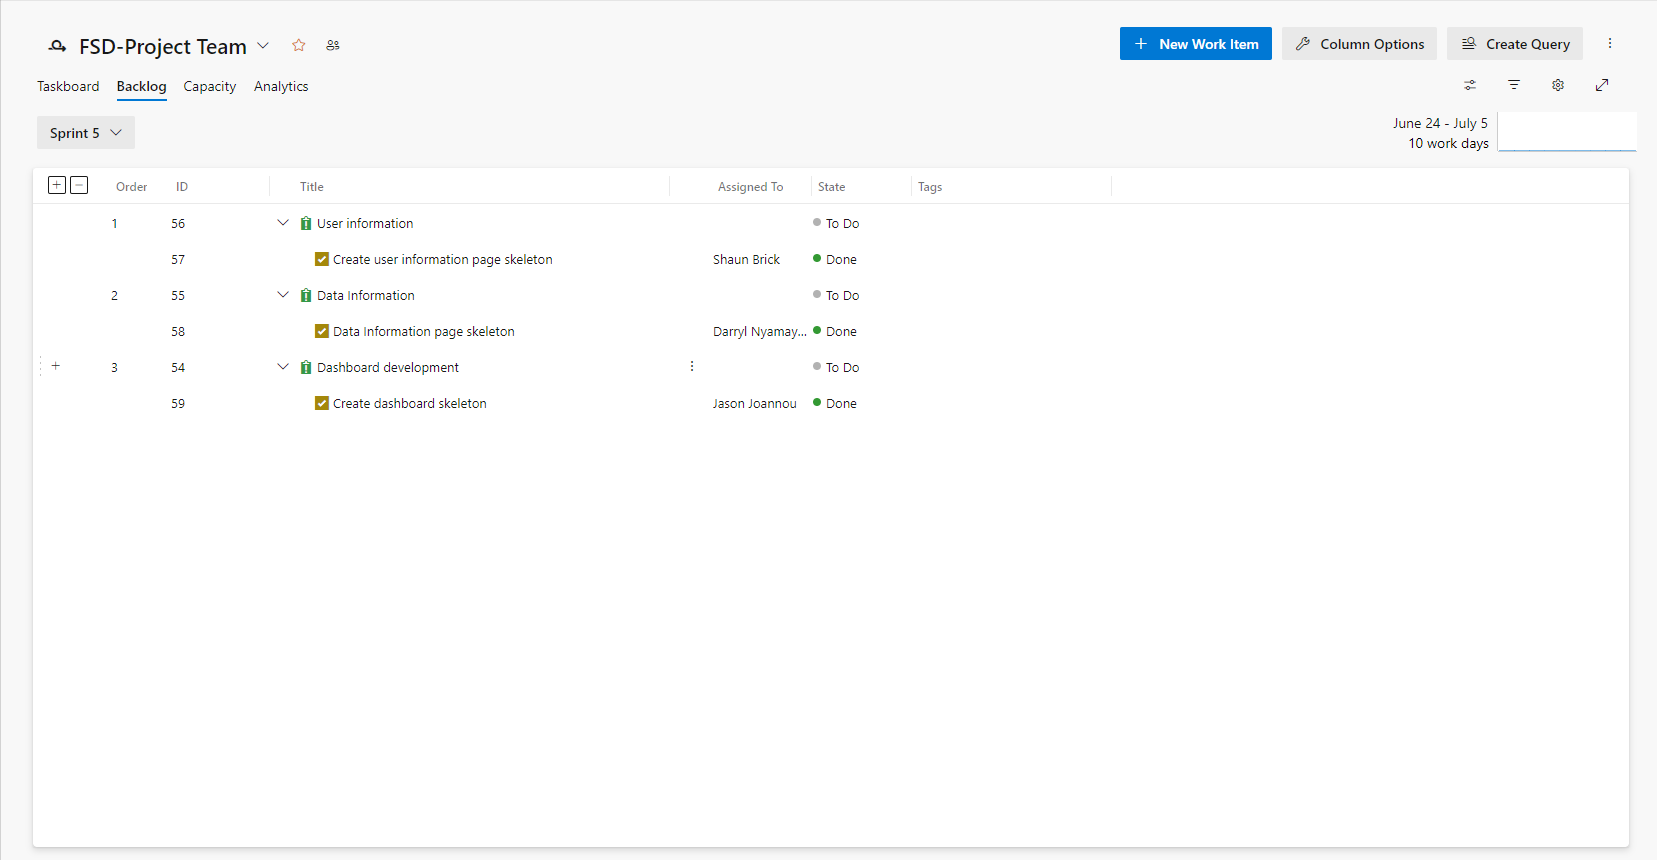 FSD-Project Team
New Work Item
Column Options
Create Query
Taskboard Backlog Capacity Analytics
Sprint 5
June 24 - July 5
10 work days
Order ID Title Assigned To State Tags
1 56 User information To Do
57 Create user information page skeleton Shaun Brick Done
2 55 Data Information To Do
58 Data Information page skeleton Darryl Nyamay... Done
3 54 Dashboard development To Do
59 Create dashboard skeleton Jason Joannou Done